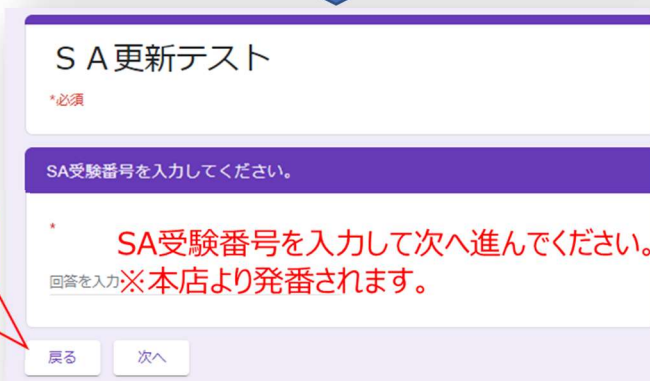 ＳＡ更新テスト
*必須
SA受験番号を入力してください。
*
SA受験番号を入力して次へ進んでください。
回答を入力
※本店より発番されます。
戻る
次へ